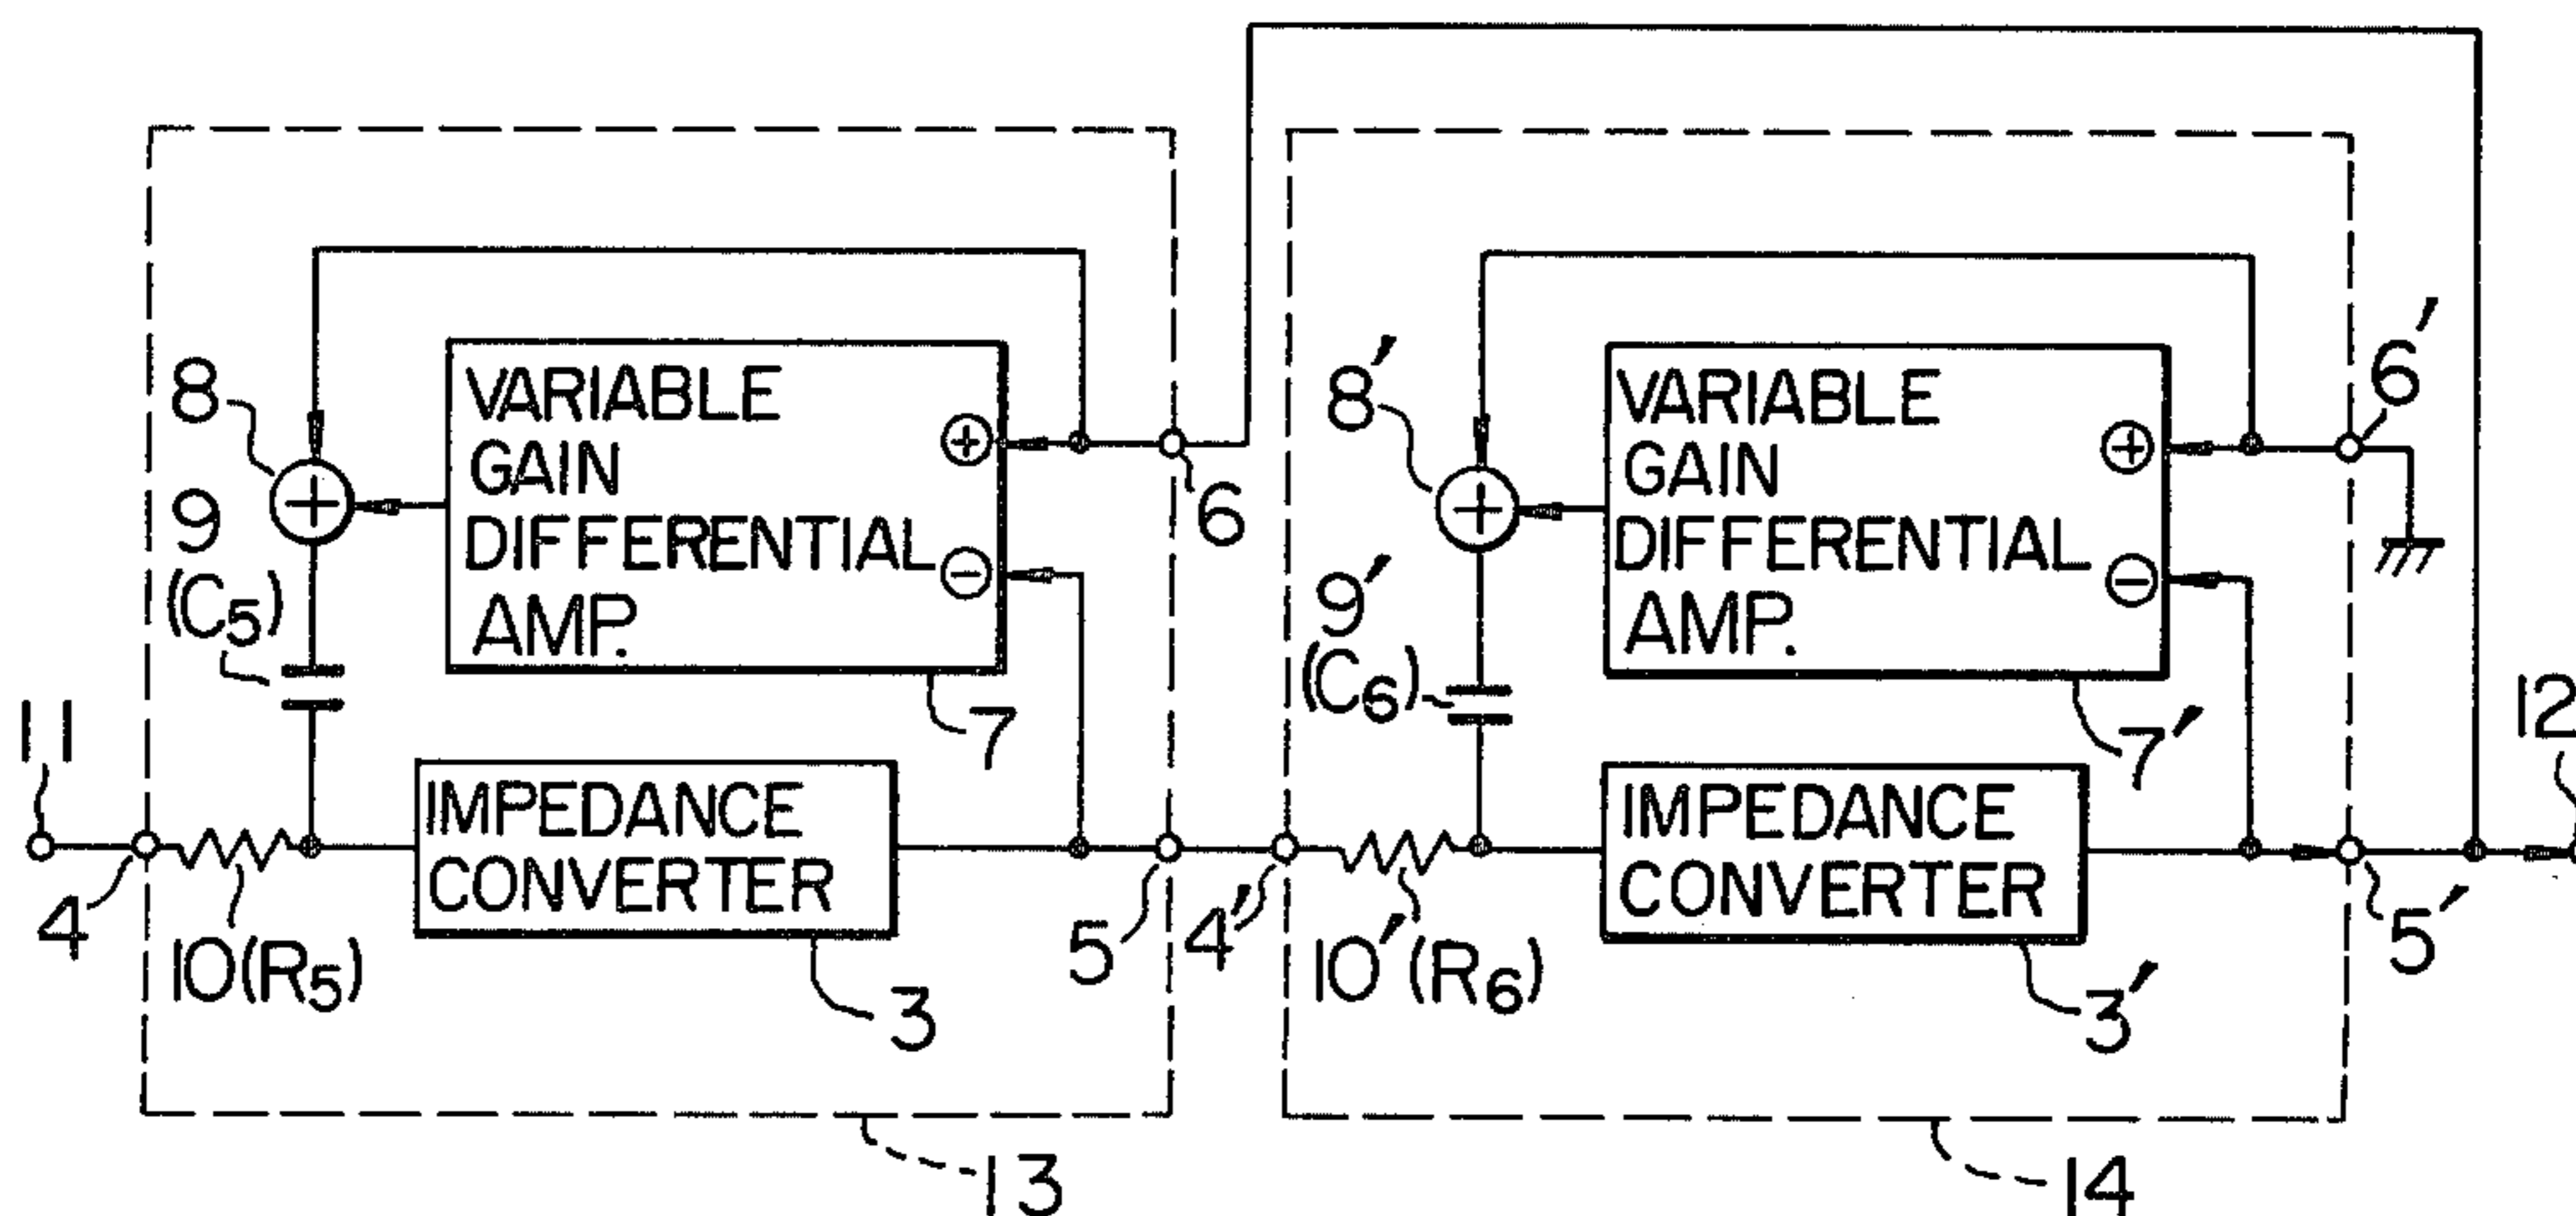 8
VARIABLE
GAIN
DIFFERENTIAL
AMP.
+
+
−
6
9
(C5)
7
11
4
10(R5)
IMPEDANCE
CONVERTER
3
5
13
8'
VARIABLE
GAIN
DIFFERENTIAL
AMP.
+
+
−
6'
9'
(C6)
7'
4'
10'(R6)
IMPEDANCE
CONVERTER
3'
5'
12
14